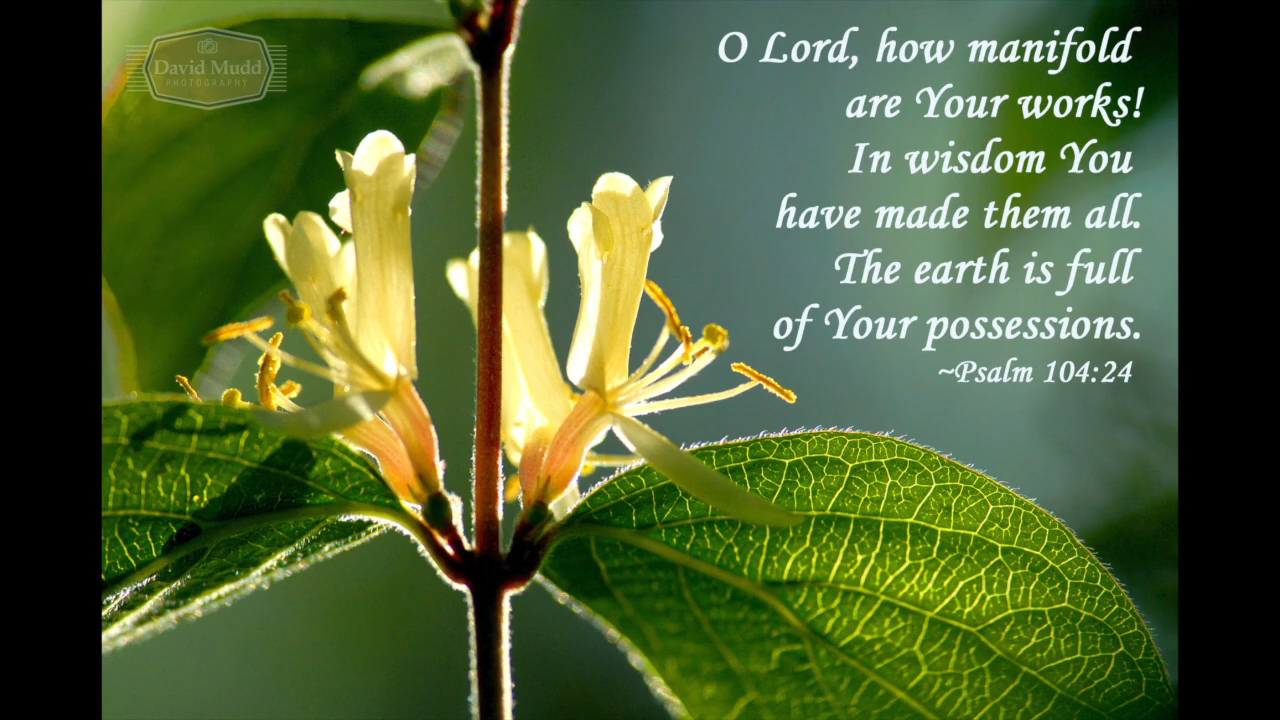 David Mudd
PHOTOGRAPHY
O Lord, how manifold
are Your works!
In wisdom You
have made them all.
The earth is full
of Your possessions.
~Psalm 104:24